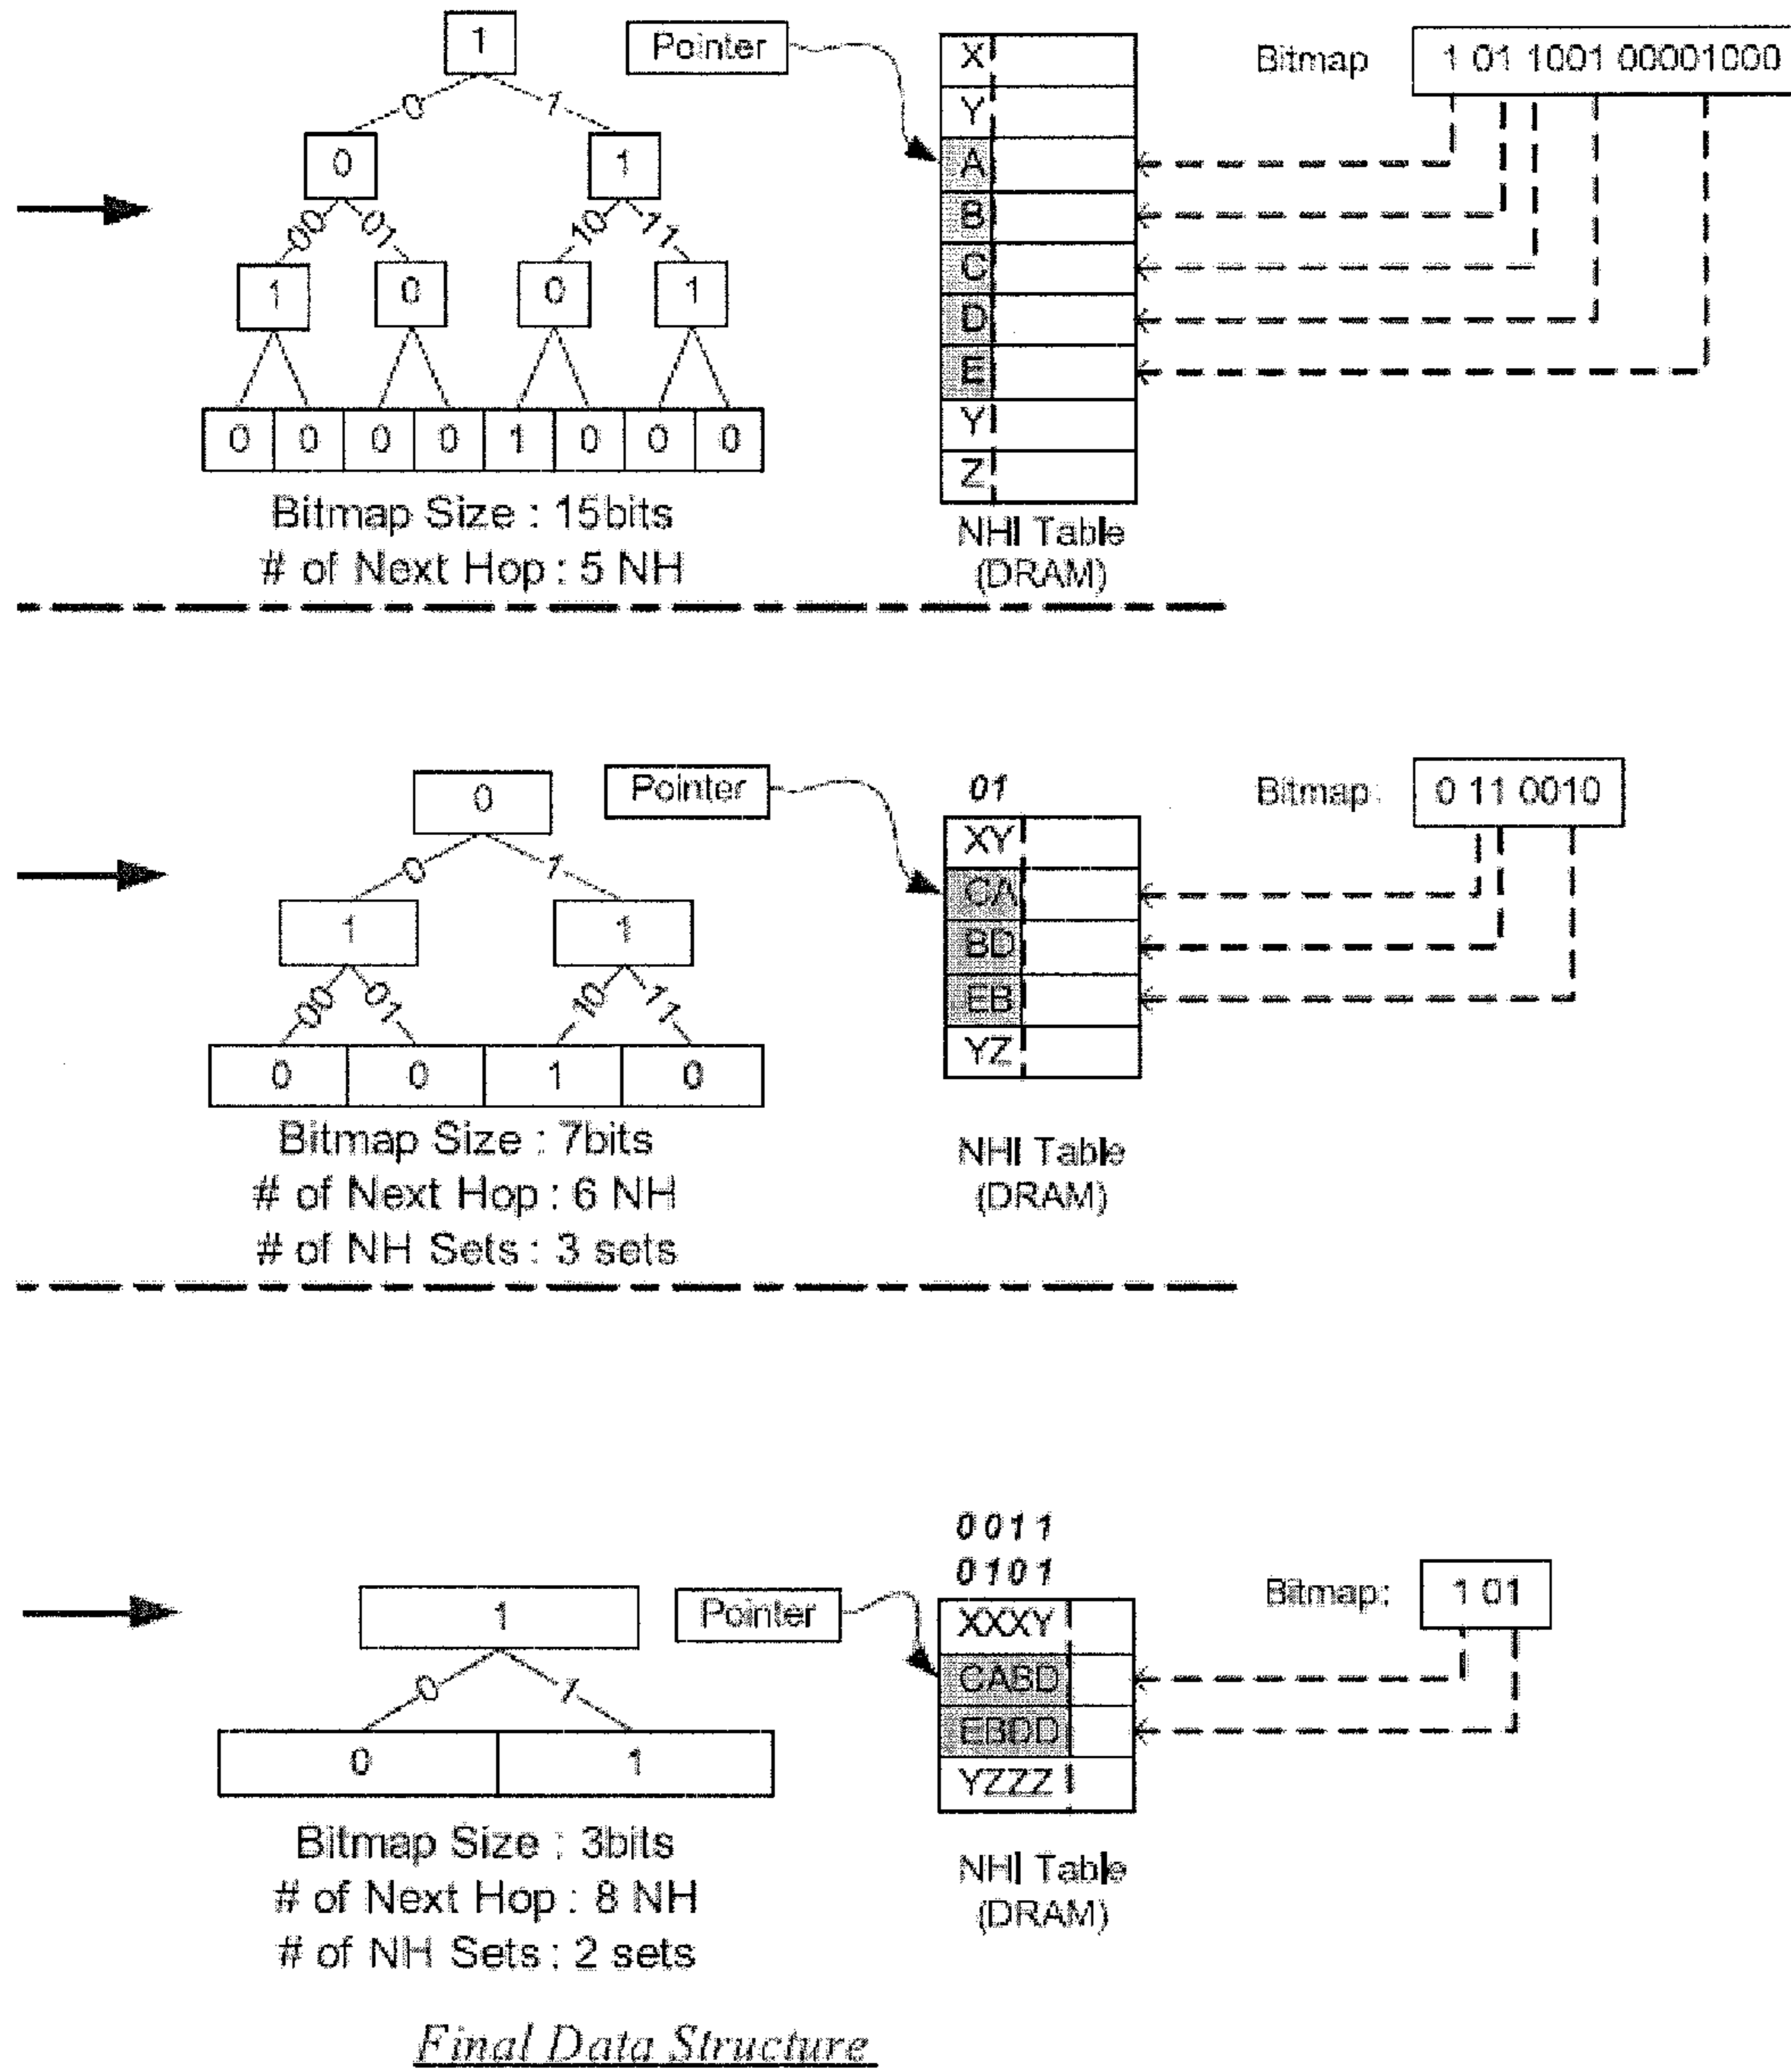 1
Pointer
0 1
0 1
00 01 10 11
1 0 0 1
0 0 0 0 1 0 0 0
Bitmap Size : 15bits
# of Next Hop : 5 NH
X
Y
A
B
C
D
E
Y
Z
NHI Table
(DRAM)
Bitmap 1 01 1001 00001000
0
Pointer
0 1
1 1
00 01 10 11
0 0 1 0
Bitmap Size : 7bits
# of Next Hop : 6 NH
# of NH Sets : 3 sets
01
XY
CA
BD
EB
YZ
NHI Table
(DRAM)
Bitmap: 0 11 0010
1
Pointer
0 1
0 1
Bitmap Size : 3bits
# of Next Hop : 8 NH
# of NH Sets : 2 sets
0011
0101
XXXY
CABD
EBDD
YZZZ
NHI Table
(DRAM)
Bitmap: 1 01
Final Data Structure